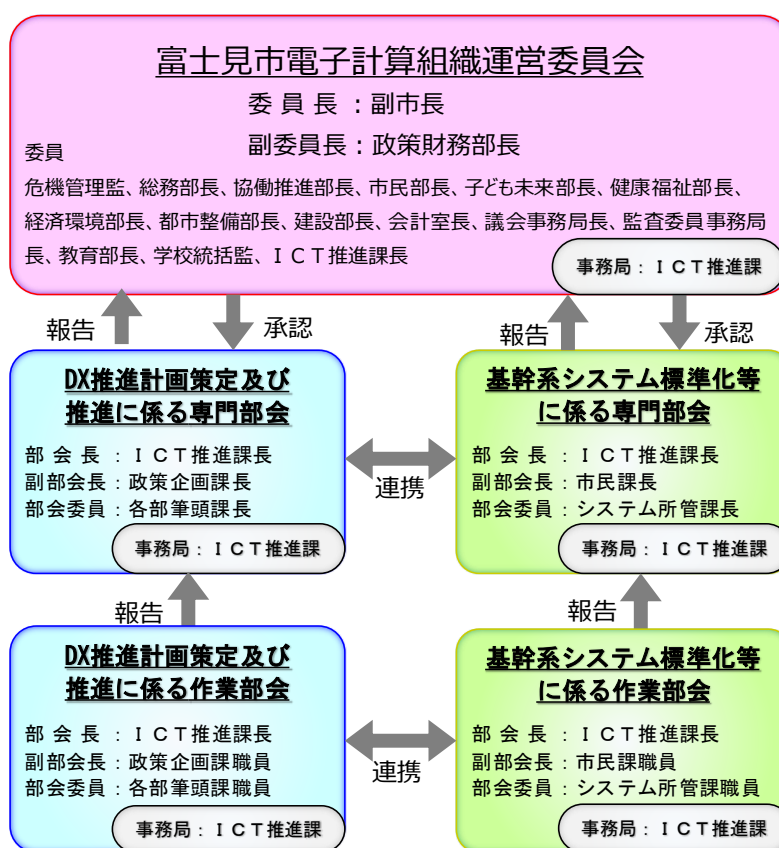 富士見市電子計算組織運営委員会
委 員 長 ：副市長
副委員長：政策財務部長
委員
危機管理監、総務部長、協働推進部長、市民部長、子ども未来部長、健康福祉部長、
経済環境部長、都市整備部長、建設部長、会計室長、議会事務局長、監査委員事務局
長、教育部長、学校統括監、ＩＣＴ推進課長
事務局：ＩＣＴ推進課
報告
承認
報告
承認
DX推進計画策定及び
推進に係る専門部会
部 会 長 ：ＩＣＴ推進課長
副部会長：政策企画課長
部会委員：各部筆頭課長
事務局：ＩＣＴ推進課
連携
基幹系システム標準化等
に係る専門部会
部 会 長 ：ＩＣＴ推進課長
副部会長：市民課長
部会委員：システム所管課長
事務局：ＩＣＴ推進課
報告
報告
DX推進計画策定及び
推進に係る作業部会
部 会 長 ：ＩＣＴ推進課長
副部会長：政策企画課職員
部会委員：各部筆頭課職員
事務局：ＩＣＴ推進課
連携
基幹系システム標準化等
に係る作業部会
部 会 長 ：ＩＣＴ推進課長
副部会長：市民課職員
部会委員：システム所管課職員
事務局：ＩＣＴ推進課